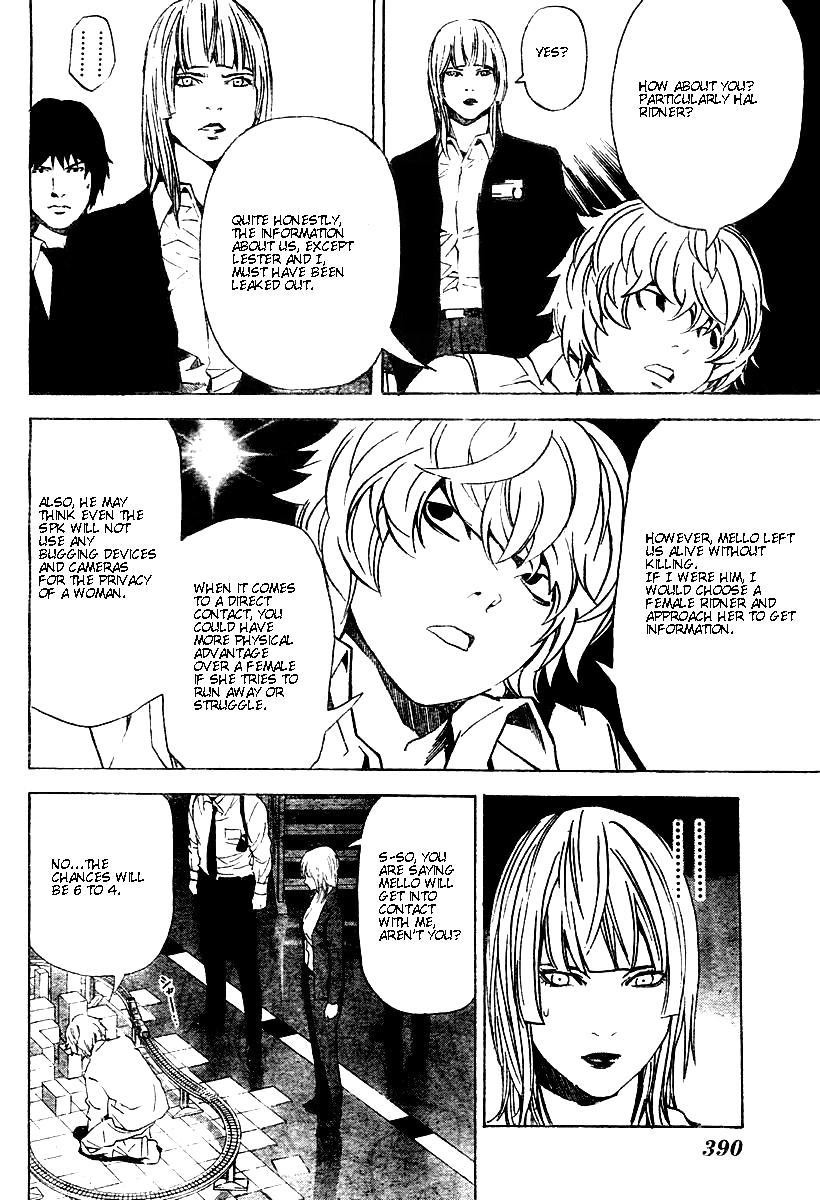 HOW ABOUT YOU?
PARTICULARLY HAL
RIDNER?
YES?
QUITE HONESTLY,
THE INFORMATION
ABOUT US, EXCEPT
LESTER AND I,
MUST HAVE BEEN
LEAKED OUT.
HOWEVER, MELLO LEFT
US ALIVE WITHOUT
KILLING.
IF I WERE HIM, I
WOULD CHOOSE A
FEMALE RIDNER AND
APPROACH HER TO GET
INFORMATION.
WHEN IT COMES
TO A DIRECT
CONTACT, YOU
COULD HAVE
MORE PHYSICAL
ADVANTAGE
OVER A FEMALE
IF SHE TRIES TO
RUN AWAY OR
STRUGGLE.
ALSO, HE MAY
THINK EVEN THE
SPK WILL NOT
USE ANY
BUGGING DEVICES
AND CAMERAS
FOR THE PRIVACY
OF A WOMAN.
S-SO, YOU
ARE SAYING
MELLO WILL
GET INTO
CONTACT
WITH ME,
AREN'T YOU?
NO...THE
CHANCES WILL
BE 6 TO 4.
390